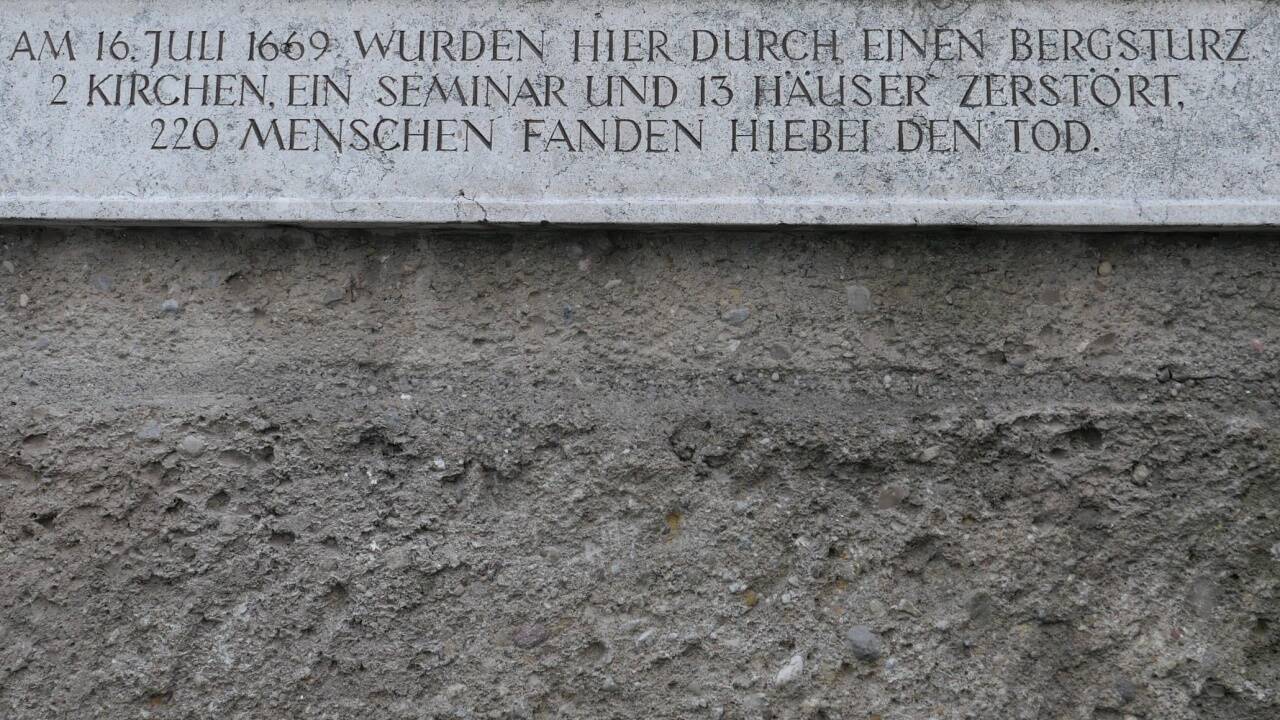 AM 16. JULI 1669 WURDEN HIER DURCH EINEN BERGSTURZ
2 KIRCHEN, EIN SEMINAR UND 13 HÄUSER ZERSTÖRT,
220 MENSCHEN FANDEN HIEBEI DEN TOD.